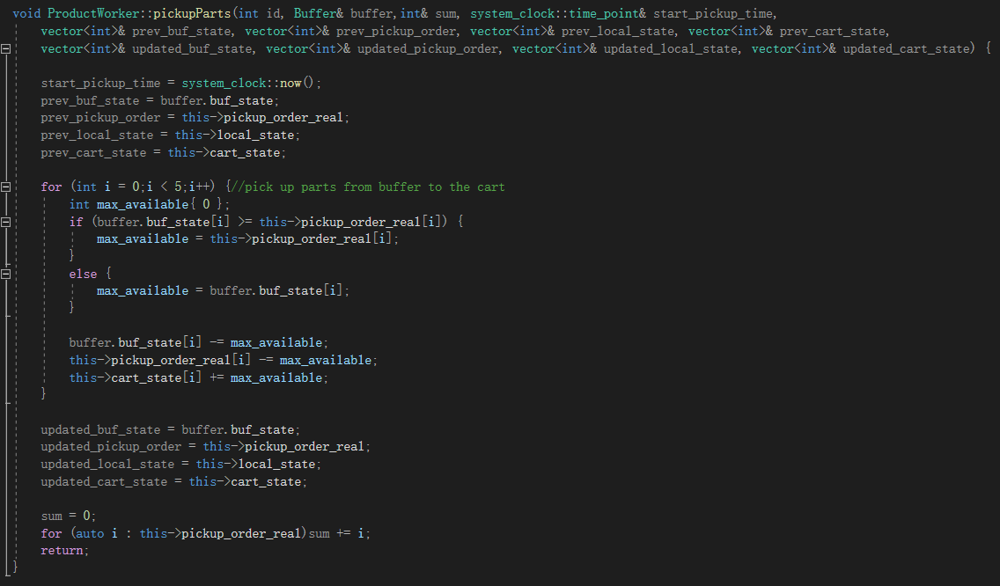 void ProductWorker::pickupParts(int id, Buffer& buffer,int& sum, system_clock::time_point& start_pickup_time,
vector<int>& prev_buf_state, vector<int>& prev_pickup_order, vector<int>& prev_local_state, vector<int>& prev_cart_state,
vector<int>& updated_buf_state, vector<int>& updated_pickup_order, vector<int>& updated_local_state, vector<int>& updated_cart_state) {
start_pickup_time = system_clock::now();
prev_buf_state = buffer.buf_state;
prev_pickup_order = this->pickup_order_real;
prev_local_state = this->local_state;
prev_cart_state = this->cart_state;
for (int i = 0;i < 5;i++) {//pick up parts from buffer to the cart
int max_available{ 0 };
if (buffer.buf_state[i] >= this->pickup_order_real[i]) {
max_available = this->pickup_order_real[i];
}
else {
max_available = buffer.buf_state[i];
}
buffer.buf_state[i] -= max_available;
this->pickup_order_real[i] -= max_available;
this->cart_state[i] += max_available;
}
updated_buf_state = buffer.buf_state;
updated_pickup_order = this->pickup_order_real;
updated_local_state = this->local_state;
updated_cart_state = this->cart_state;
sum = 0;
for (auto i : this->pickup_order_real)sum += i;
return;
}